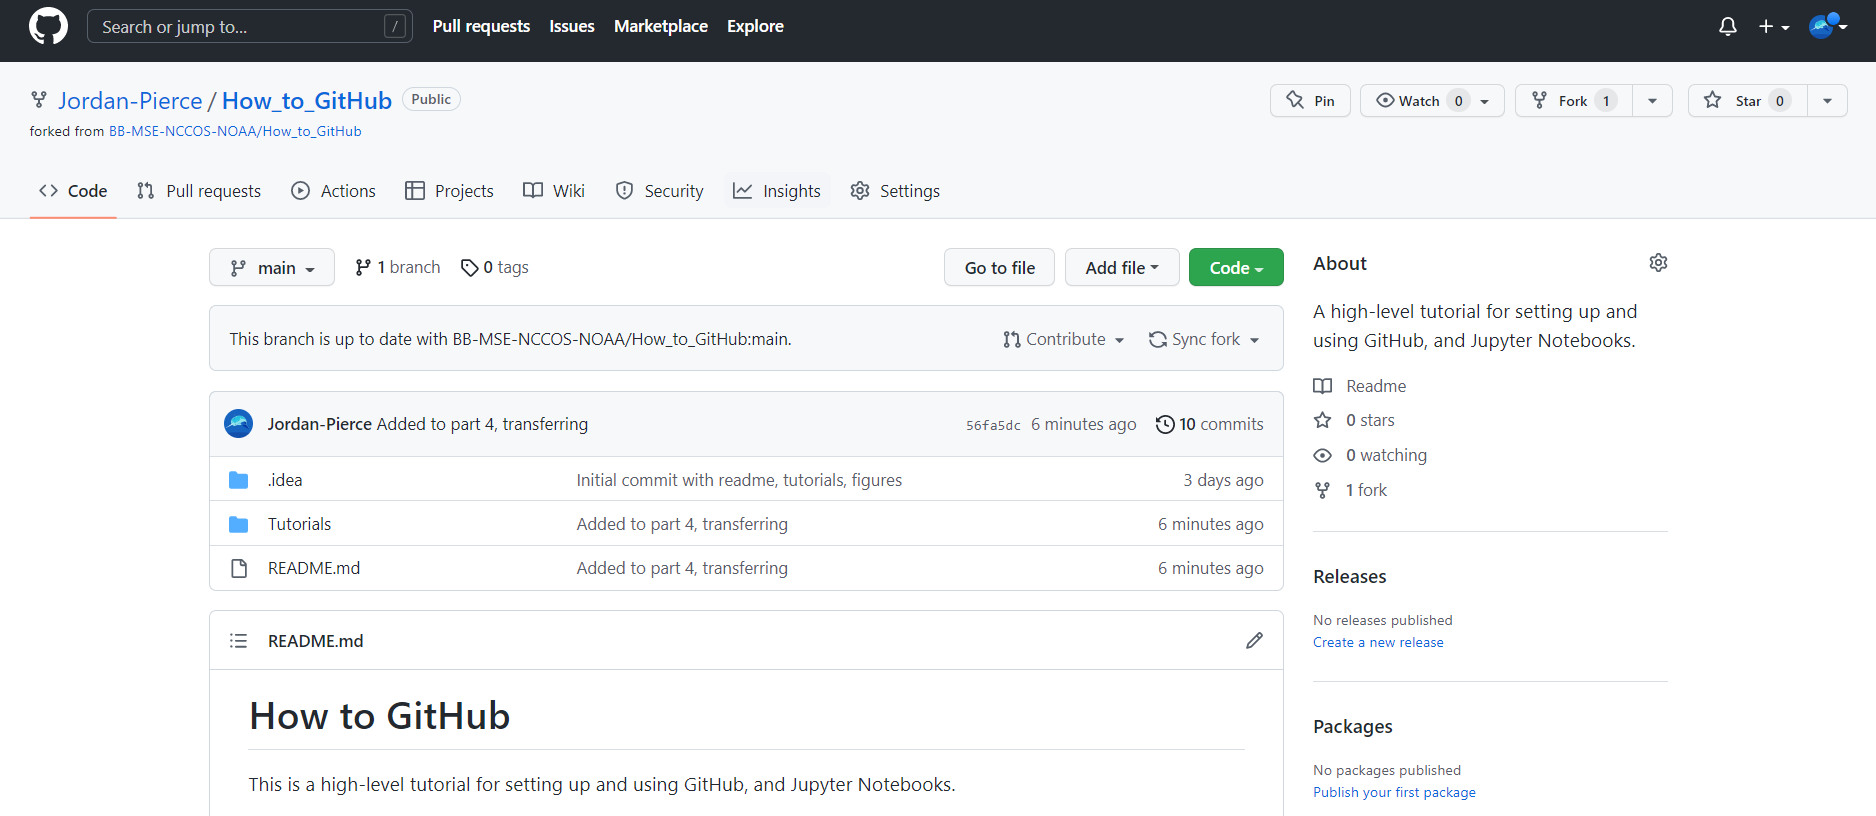 Search or jump to... / Pull requests Issues Marketplace Explore
Jordan-Pierce / How_to_GitHub Public Pin Watch 0 Fork 1 Star 0
forked from BB-MSE-NCCOS-NOAA/How_to_GitHub
Code Pull requests Actions Projects Wiki Security Insights Settings
main 1 branch 0 tags Go to file Add file Code
This branch is up to date with BB-MSE-NCCOS-NOAA/How_to_GitHub:main. Contribute Sync fork
Jordan-Pierce Added to part 4, transferring 56fa5dc 6 minutes ago 10 commits
.idea Initial commit with readme, tutorials, figures 3 days ago
Tutorials Added to part 4, transferring 6 minutes ago
README.md Added to part 4, transferring 6 minutes ago
README.md
How to GitHub
This is a high-level tutorial for setting up and using GitHub, and Jupyter Notebooks.
About
A high-level tutorial for setting up and
using GitHub, and Jupyter Notebooks.
Readme
0 stars
0 watching
1 fork
Releases
No releases published
Create a new release
Packages
No packages published
Publish your first package